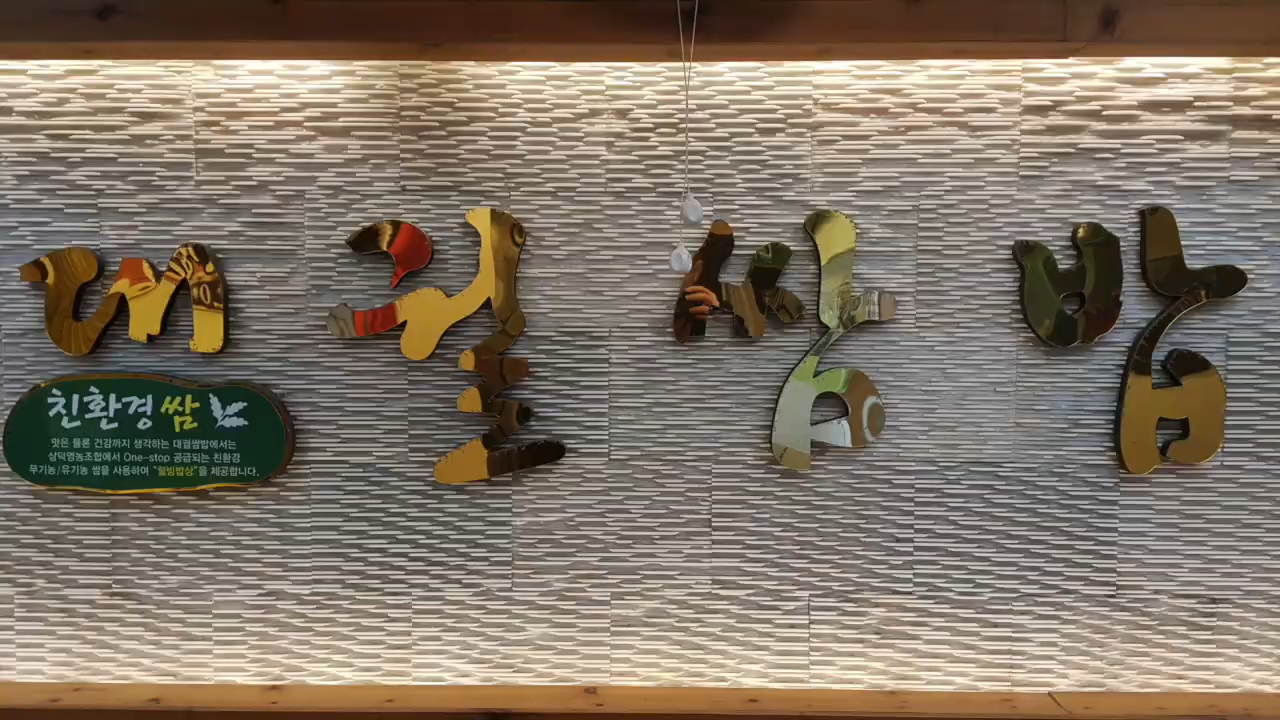 대궐쌈밥
친환경 쌈
맛은 물론 건강까지 생각하는 대궐쌈밥에서는
상덕영농조합에서 One-stop 공급되는 친환경
무기농/유기농 쌈을 사용하여 "웰빙밥상"을 제공합니다.